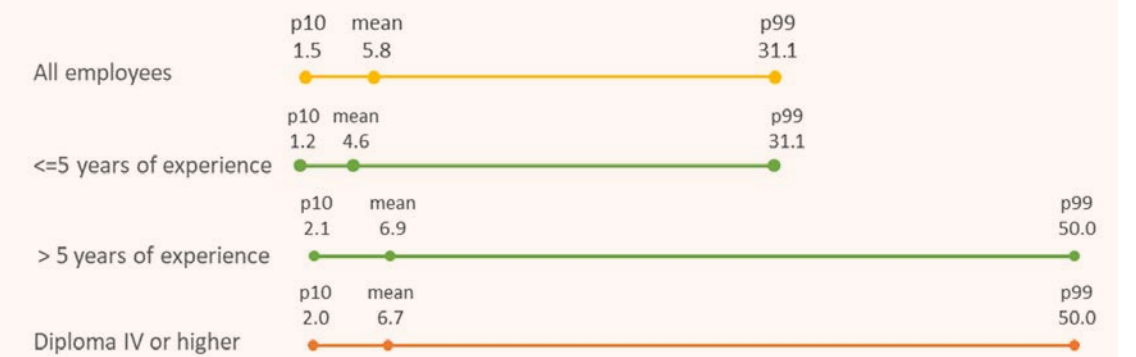 p10 mean p99
1.5 5.8 31.1
All employees
p10 mean p99
1.2 4.6 31.1
<=5 years of experience
p10 mean p99
2.1 6.9 50.0
> 5 years of experience
p10 mean p99
2.0 6.7 50.0
Diploma IV or higher